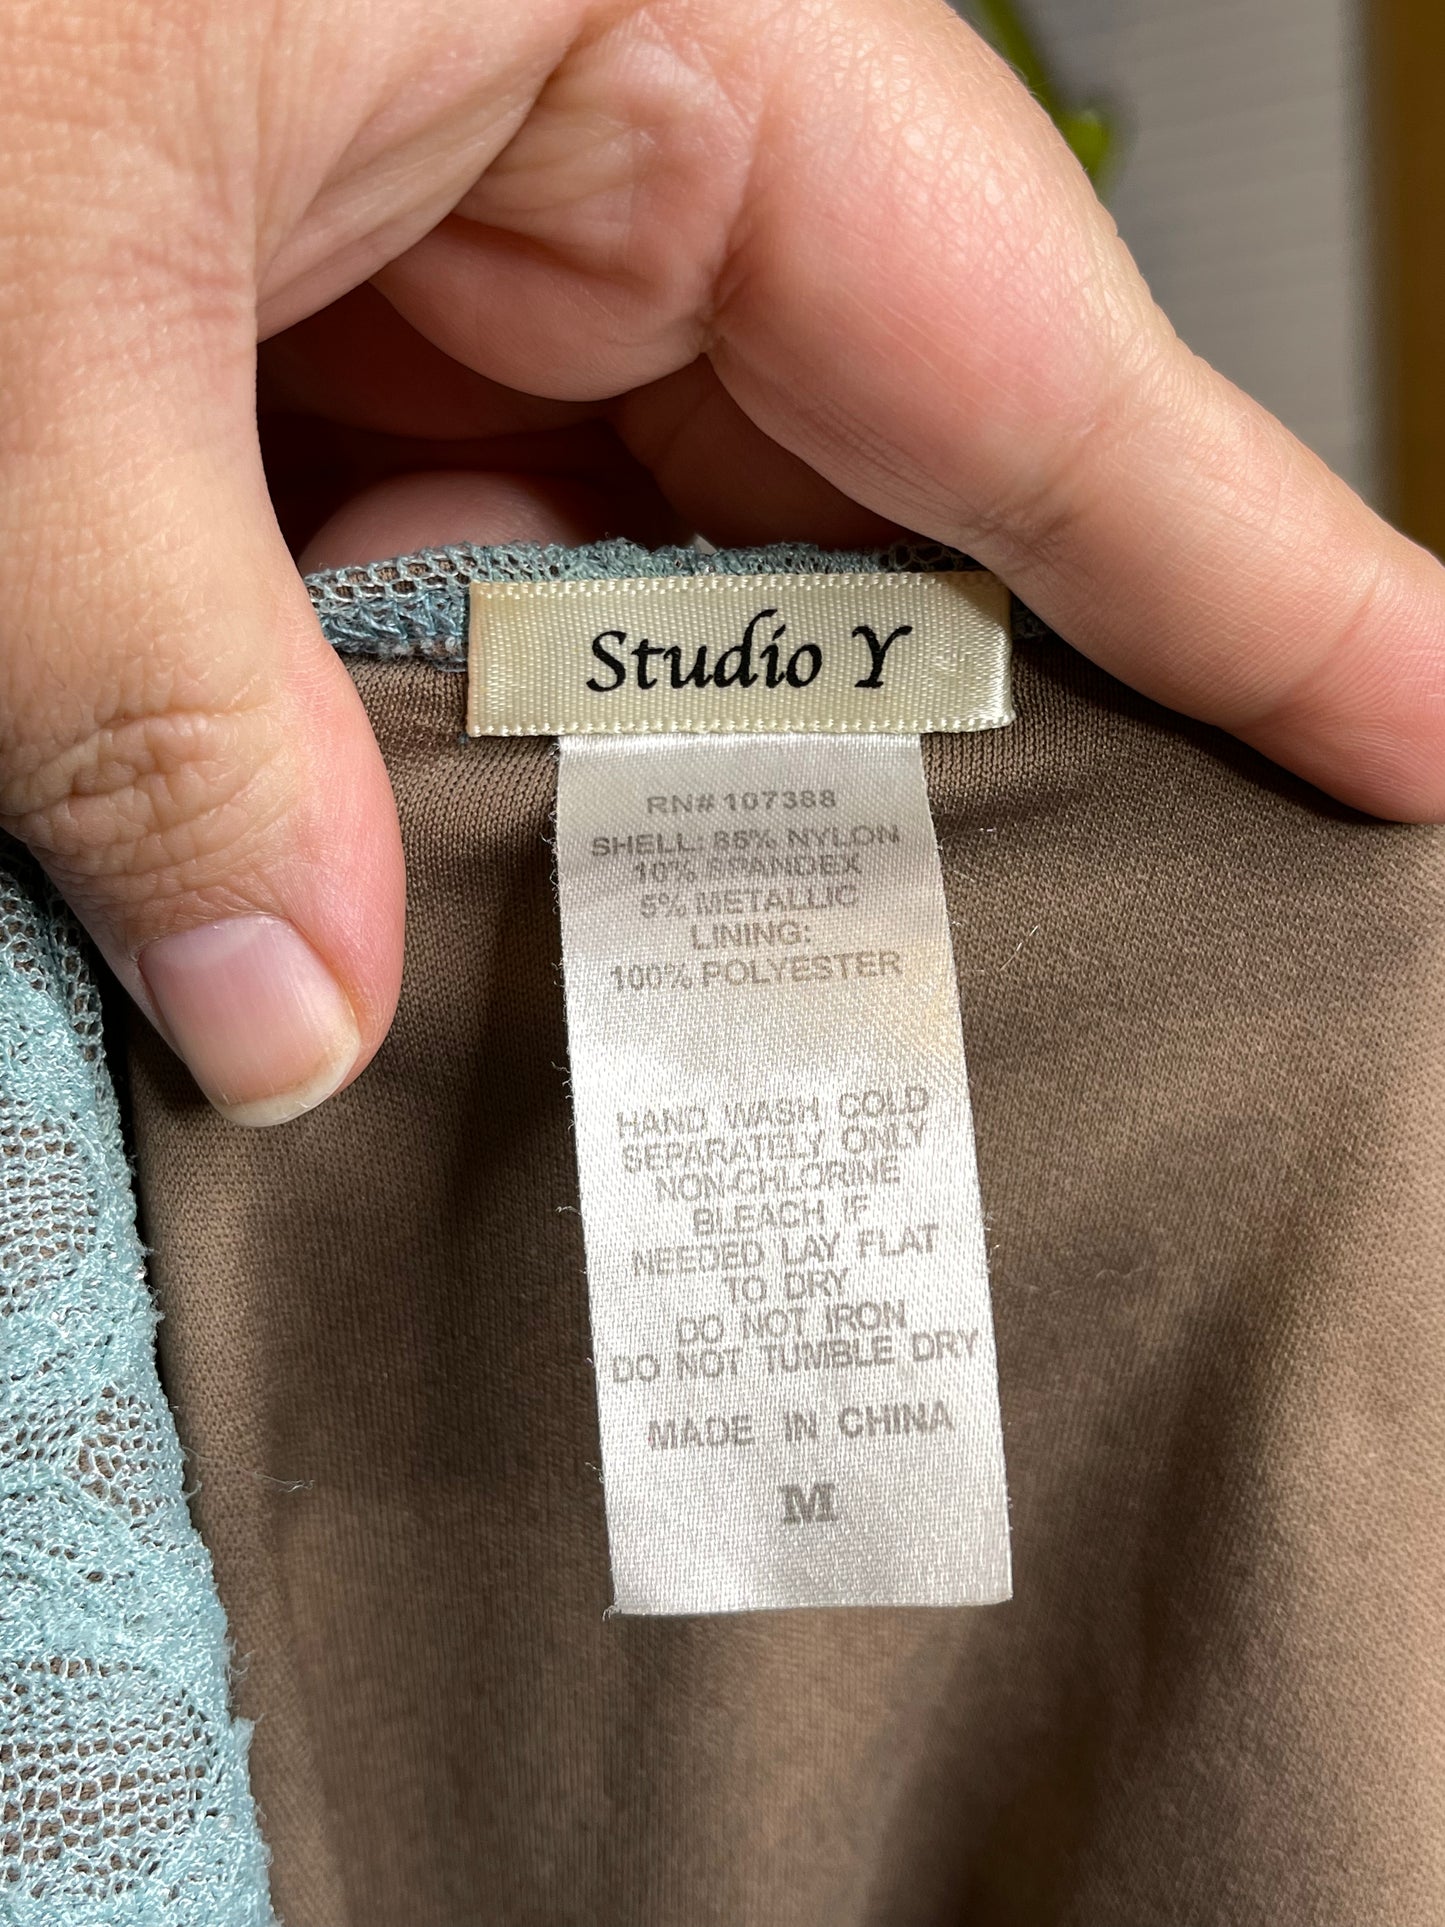 Studio Y
RN# 107388
SHELL: 85% NYLON
10% SPANDEX
5% METALLIC
LINING:
100% POLYESTER
HAND WASH COLD
SEPARATELY ONLY
NON-CHLORINE
BLEACH IF
NEEDED LAY FLAT
TO DRY
DO NOT IRON
DO NOT TUMBLE DRY
MADE IN CHINA
M